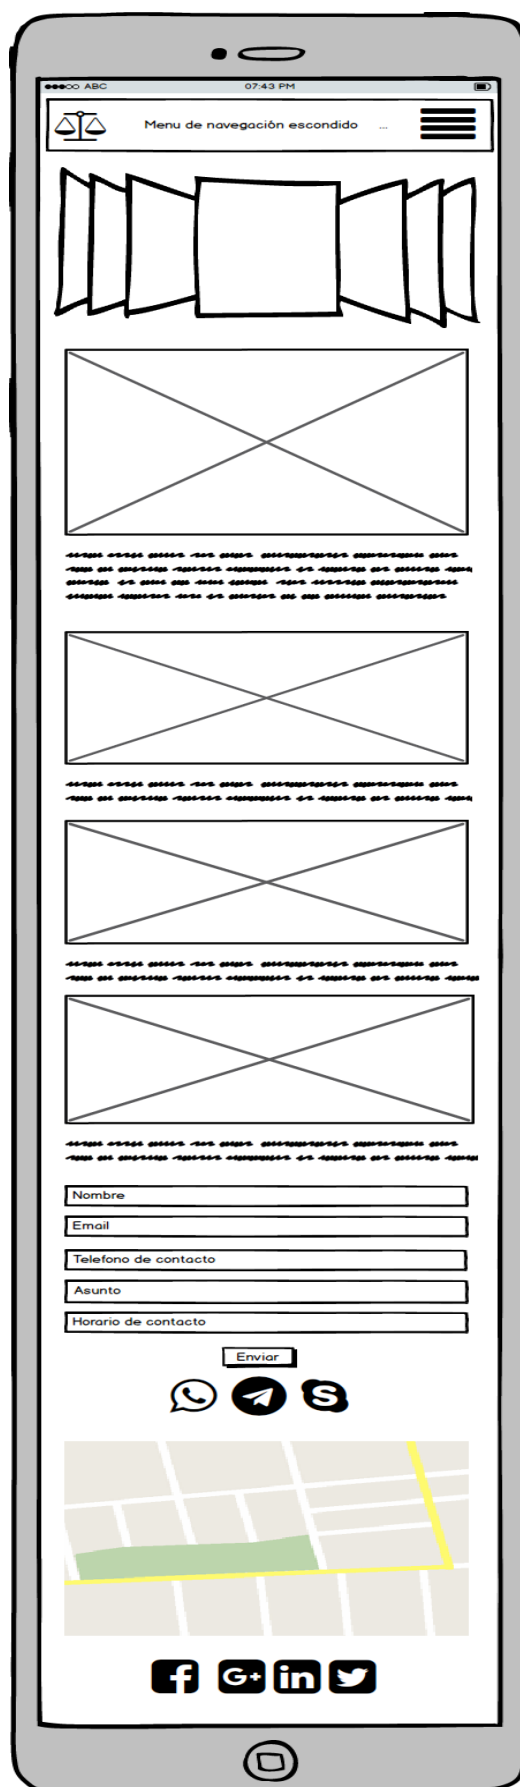 ABC 07:43 PM
Menu de navegación escondido ...
Nombre
Email
Telefono de contacto
Asunto
Horario de contacto
Enviar